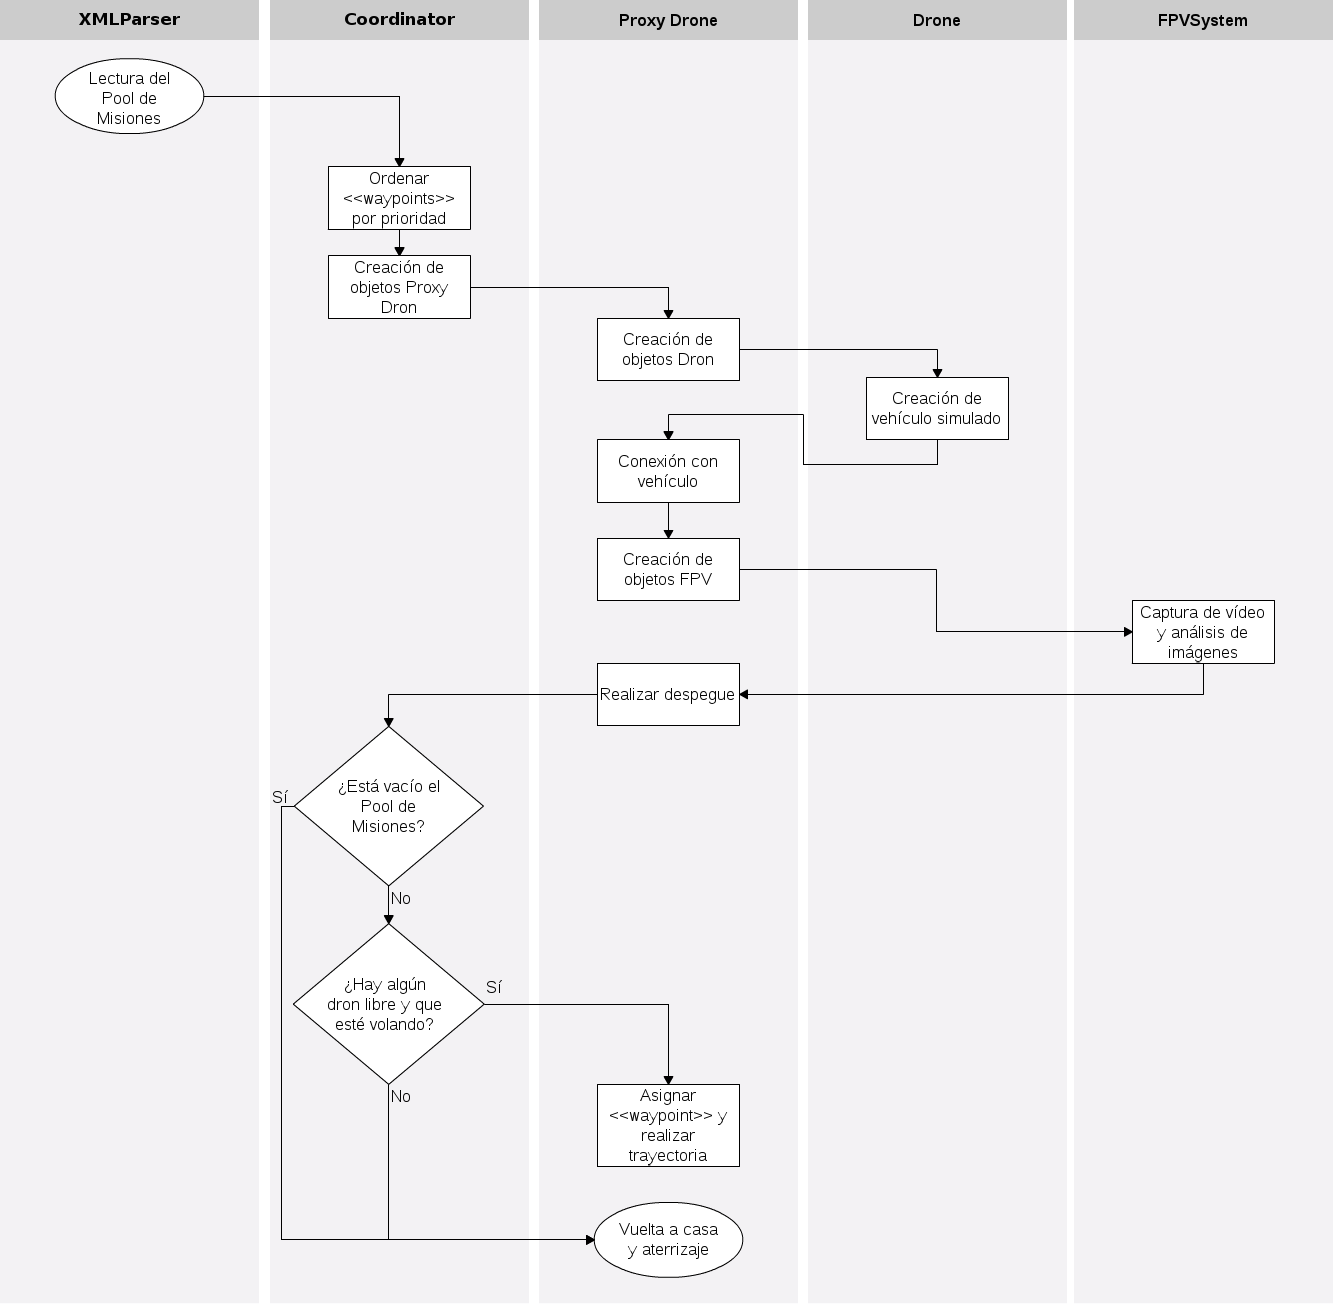 XMLParser
Coordinator
Proxy Drone
Drone
FPVSystem
Lectura del
Pool de
Misiones
Ordenar
<<waypoints>>
por prioridad
Creación de
objetos Proxy
Dron
Creación de
objetos Dron
Creación de
vehículo simulado
Conexión con
vehículo
Creación de
objetos FPV
Captura de vídeo
y análisis de
imágenes
Realizar despegue
¿Está vacío el
Pool de
Misiones?
Sí
No
¿Hay algún
dron libre y que
esté volando?
Sí
No
Asignar
<<waypoint>> y
realizar
trayectoria
Vuelta a casa
y aterrizaje